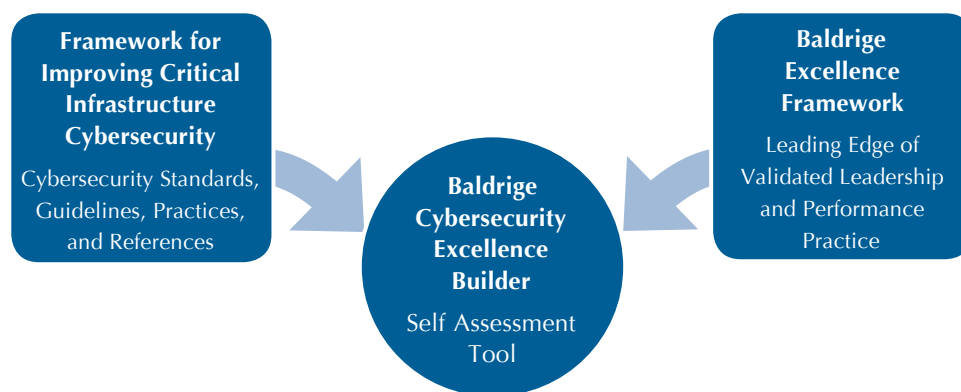 Framework for
Improving Critical
Infrastructure
Cybersecurity
Cybersecurity Standards,
Guidelines, Practices,
and References
Baldrige
Excellence
Framework
Leading Edge of
Validated Leadership
and Performance
Practice
Baldrige
Cybersecurity
Excellence
Builder
Self Assessment
Tool